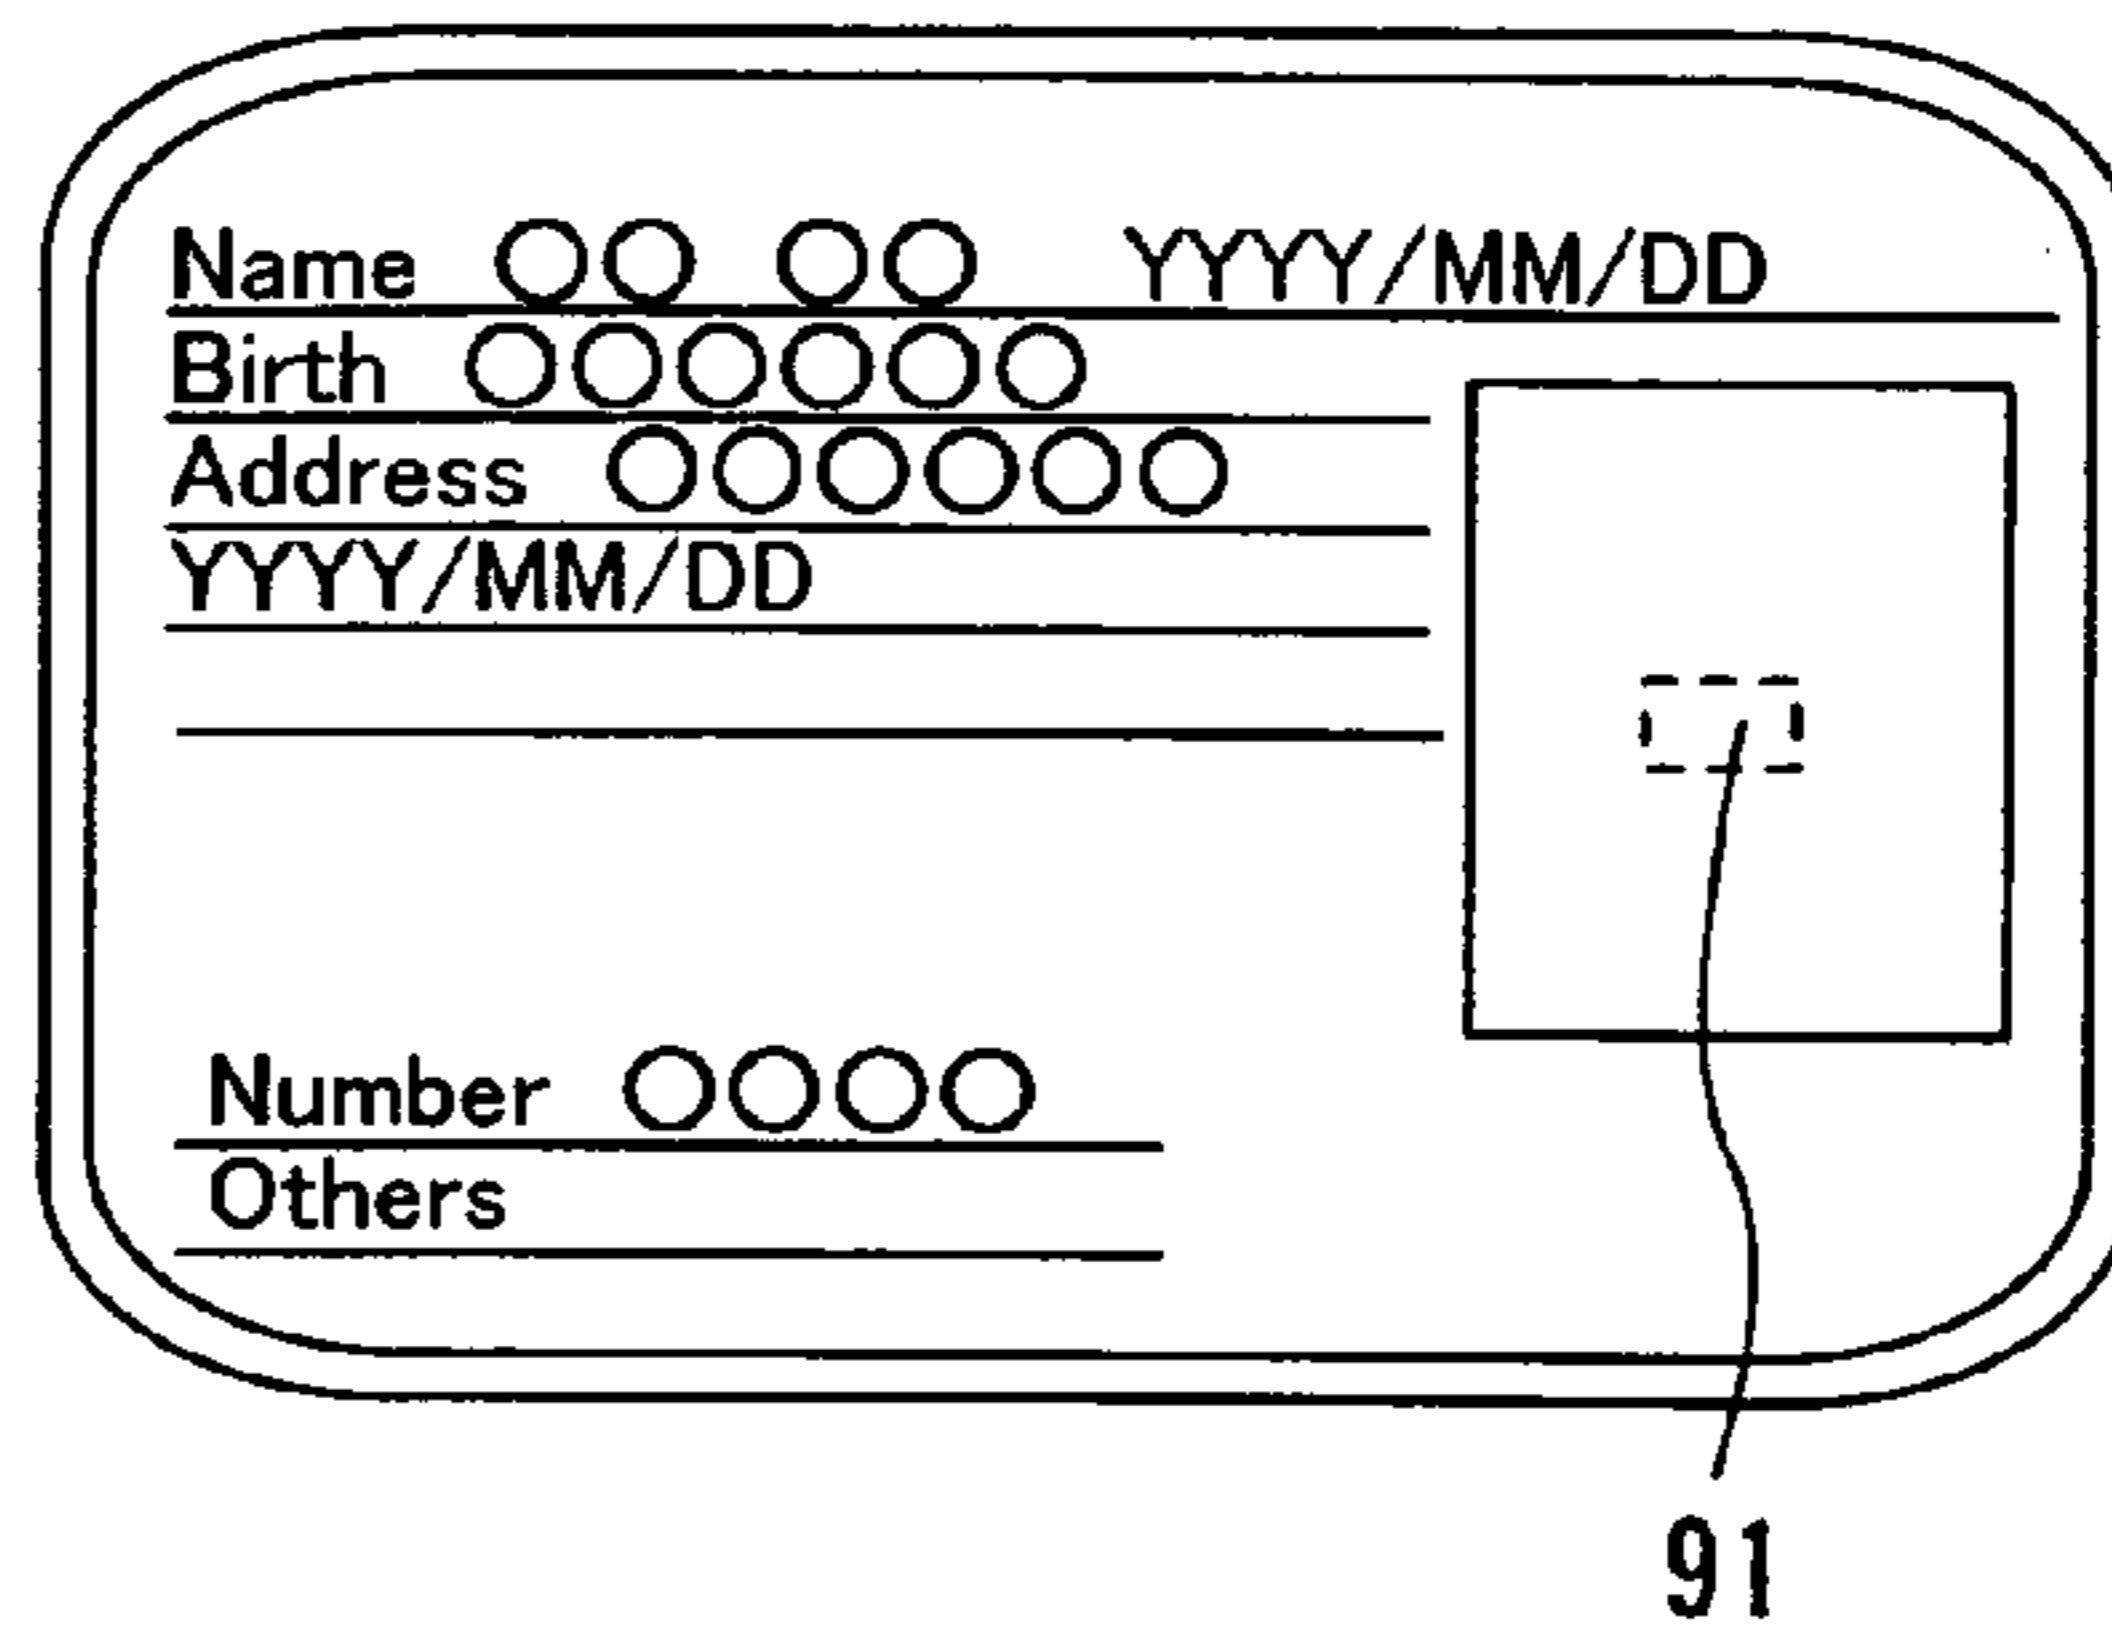 Name ○○ ○○ YYYY/MM/DD
Birth ○○○○○○
Address ○○○○○○
YYYY/MM/DD
Number ○○○○
Others
91